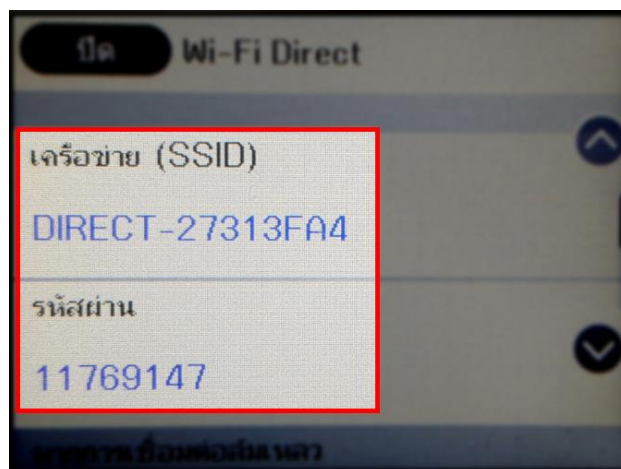 ปิด Wi-Fi Direct
เครือข่าย (SSID)
DIRECT-27313FA4
รหัสผ่าน
11769147